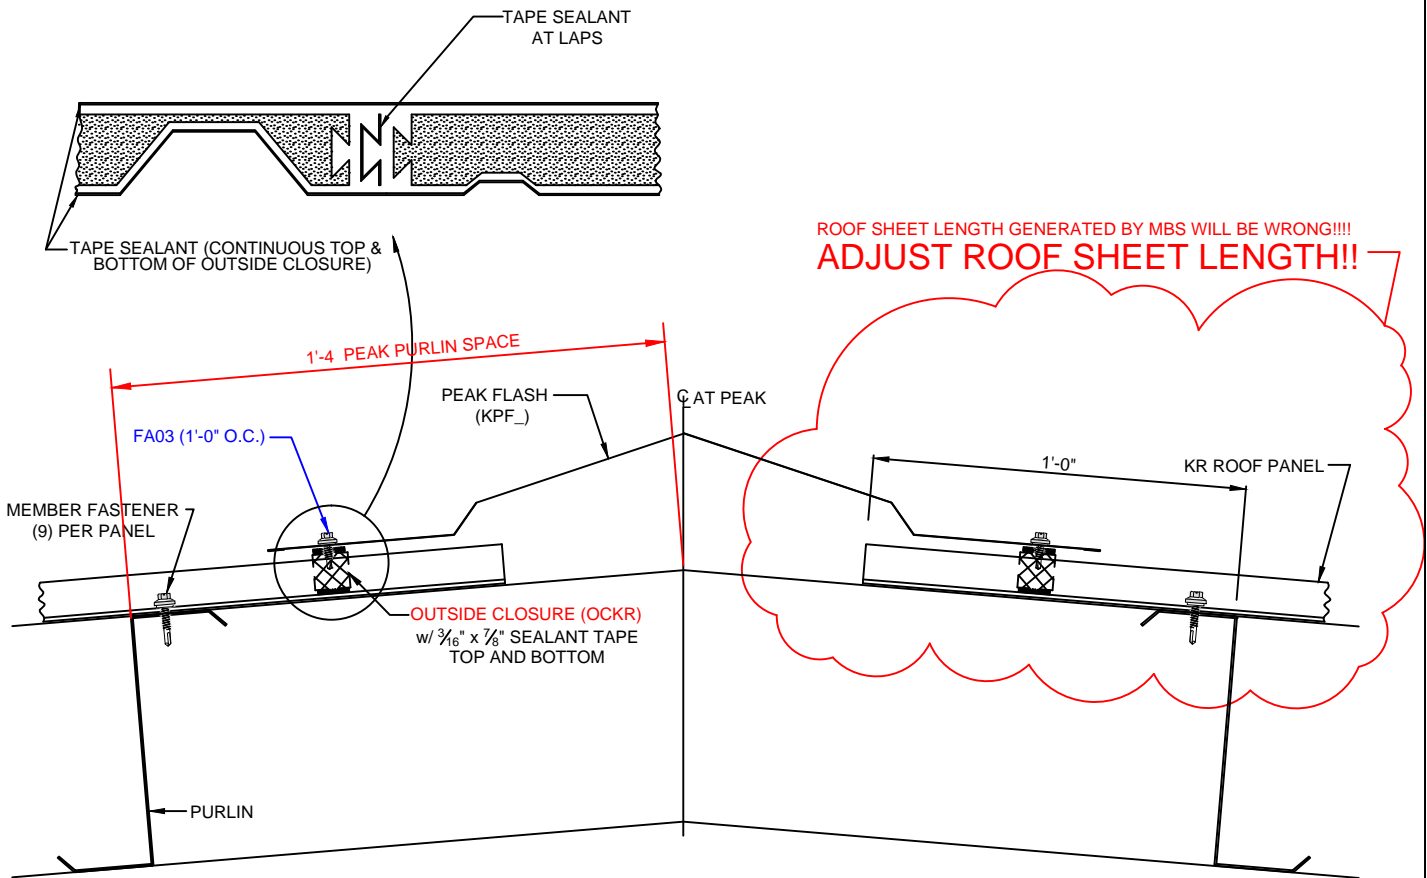 TAPE SEALANT
AT LAPS
TAPE SEALANT (CONTINUOUS TOP &
BOTTOM OF OUTSIDE CLOSURE)
ROOF SHEET LENGTH GENERATED BY MBS WILL BE WRONG!!!!
ADJUST ROOF SHEET LENGTH!!
1'-4 PEAK PURLIN SPACE
PEAK FLASH
(KPF_)
℄ AT PEAK
FA03 (1'-0" O.C.)
1'-0"
KR ROOF PANEL
MEMBER FASTENER
(9) PER PANEL
OUTSIDE CLOSURE (OCKR)
w/ 3⁄16" x 7⁄8" SEALANT TAPE
TOP AND BOTTOM
PURLIN